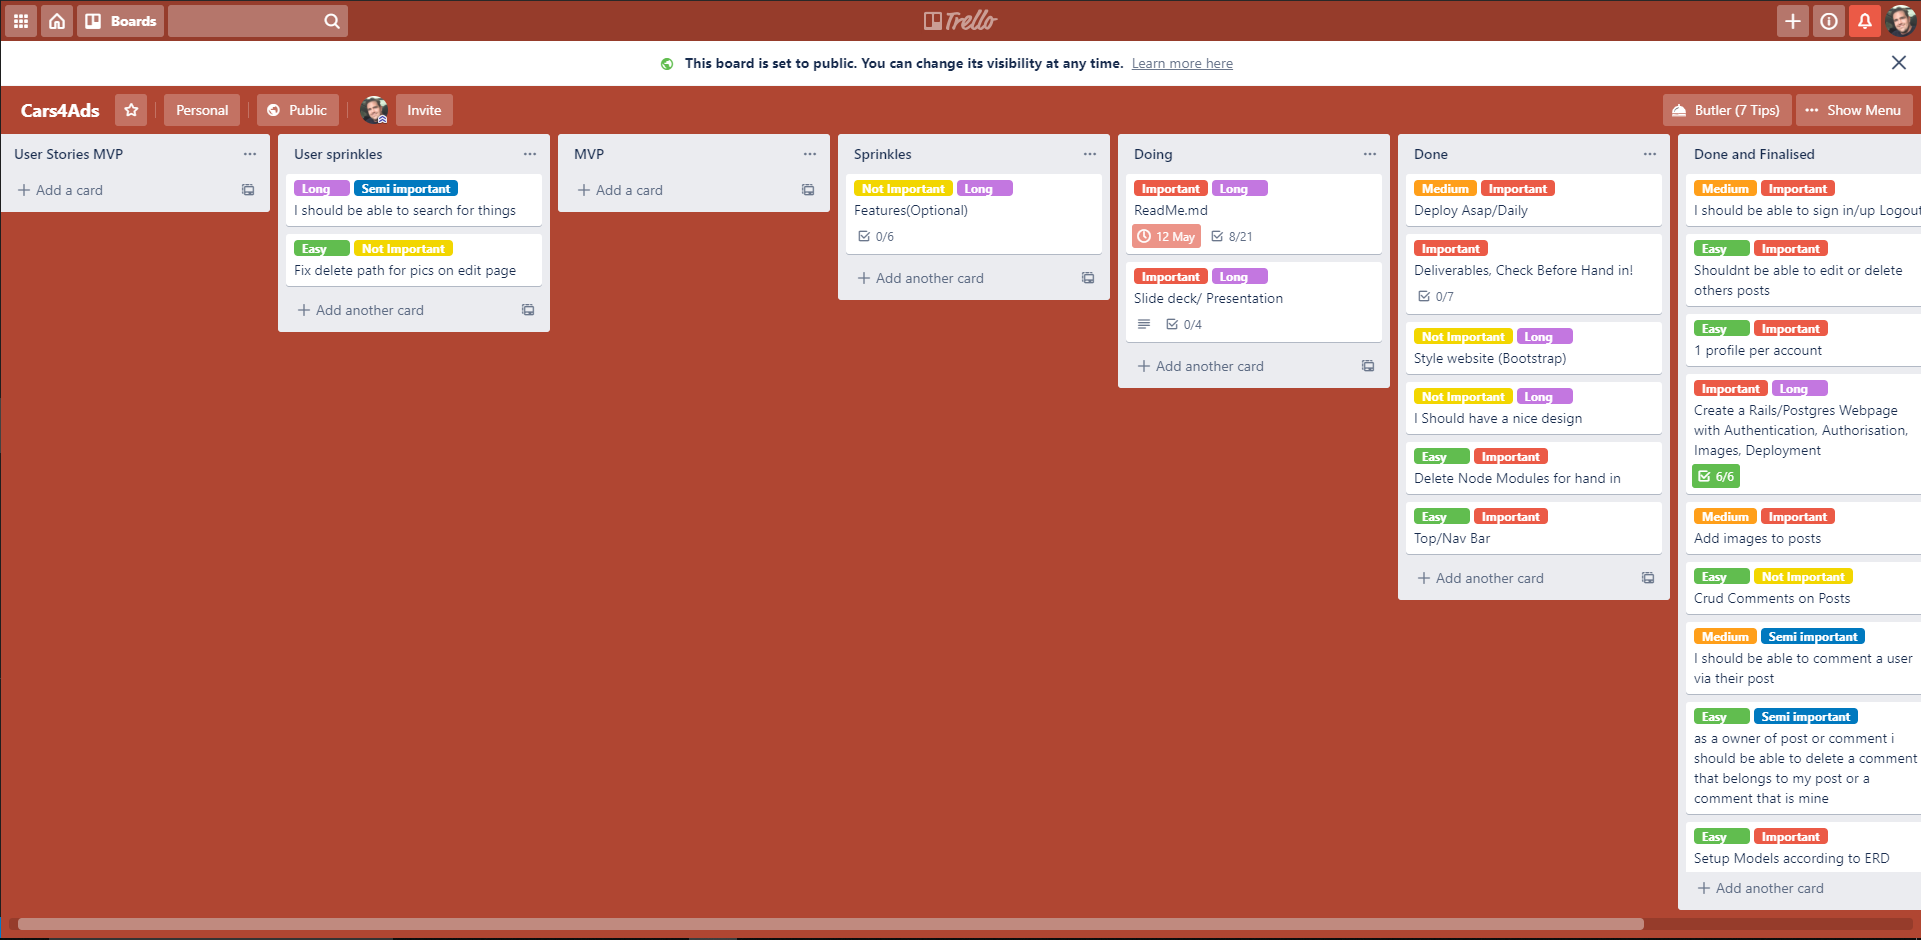 Boards
Trello
This board is set to public. You can change its visibility at any time. Learn more here
Cars4Ads
Personal
Public
Invite
Butler (7 Tips)
Show Menu
User Stories MVP
Add a card
User sprinkles
Long Semi important
I should be able to search for things
Easy Not Important
Fix delete path for pics on edit page
Add another card
MVP
Add a card
Sprinkles
Not Important Long
Features(Optional)
0/6
Add another card
Doing
Important Long
ReadMe.md
12 May 8/21
Important Long
Slide deck/ Presentation
0/4
Add another card
Done
Medium Important
Deploy Asap/Daily
Important
Deliverables, Check Before Hand in!
0/7
Not Important Long
Style website (Bootstrap)
Not Important Long
I Should have a nice design
Easy Important
Delete Node Modules for hand in
Easy Important
Top/Nav Bar
Add another card
Done and Finalised
Medium Important
I should be able to sign in/up Logout
Easy Important
Shouldnt be able to edit or delete
others posts
Easy Important
1 profile per account
Important Long
Create a Rails/Postgres Webpage
with Authentication, Authorisation,
Images, Deployment
6/6
Medium Important
Add images to posts
Easy Not Important
Crud Comments on Posts
Medium Semi important
I should be able to comment a user
via their post
Easy Semi important
as a owner of post or comment i
should be able to delete a comment
that belongs to my post or a
comment that is mine
Easy Important
Setup Models according to ERD
Add another card